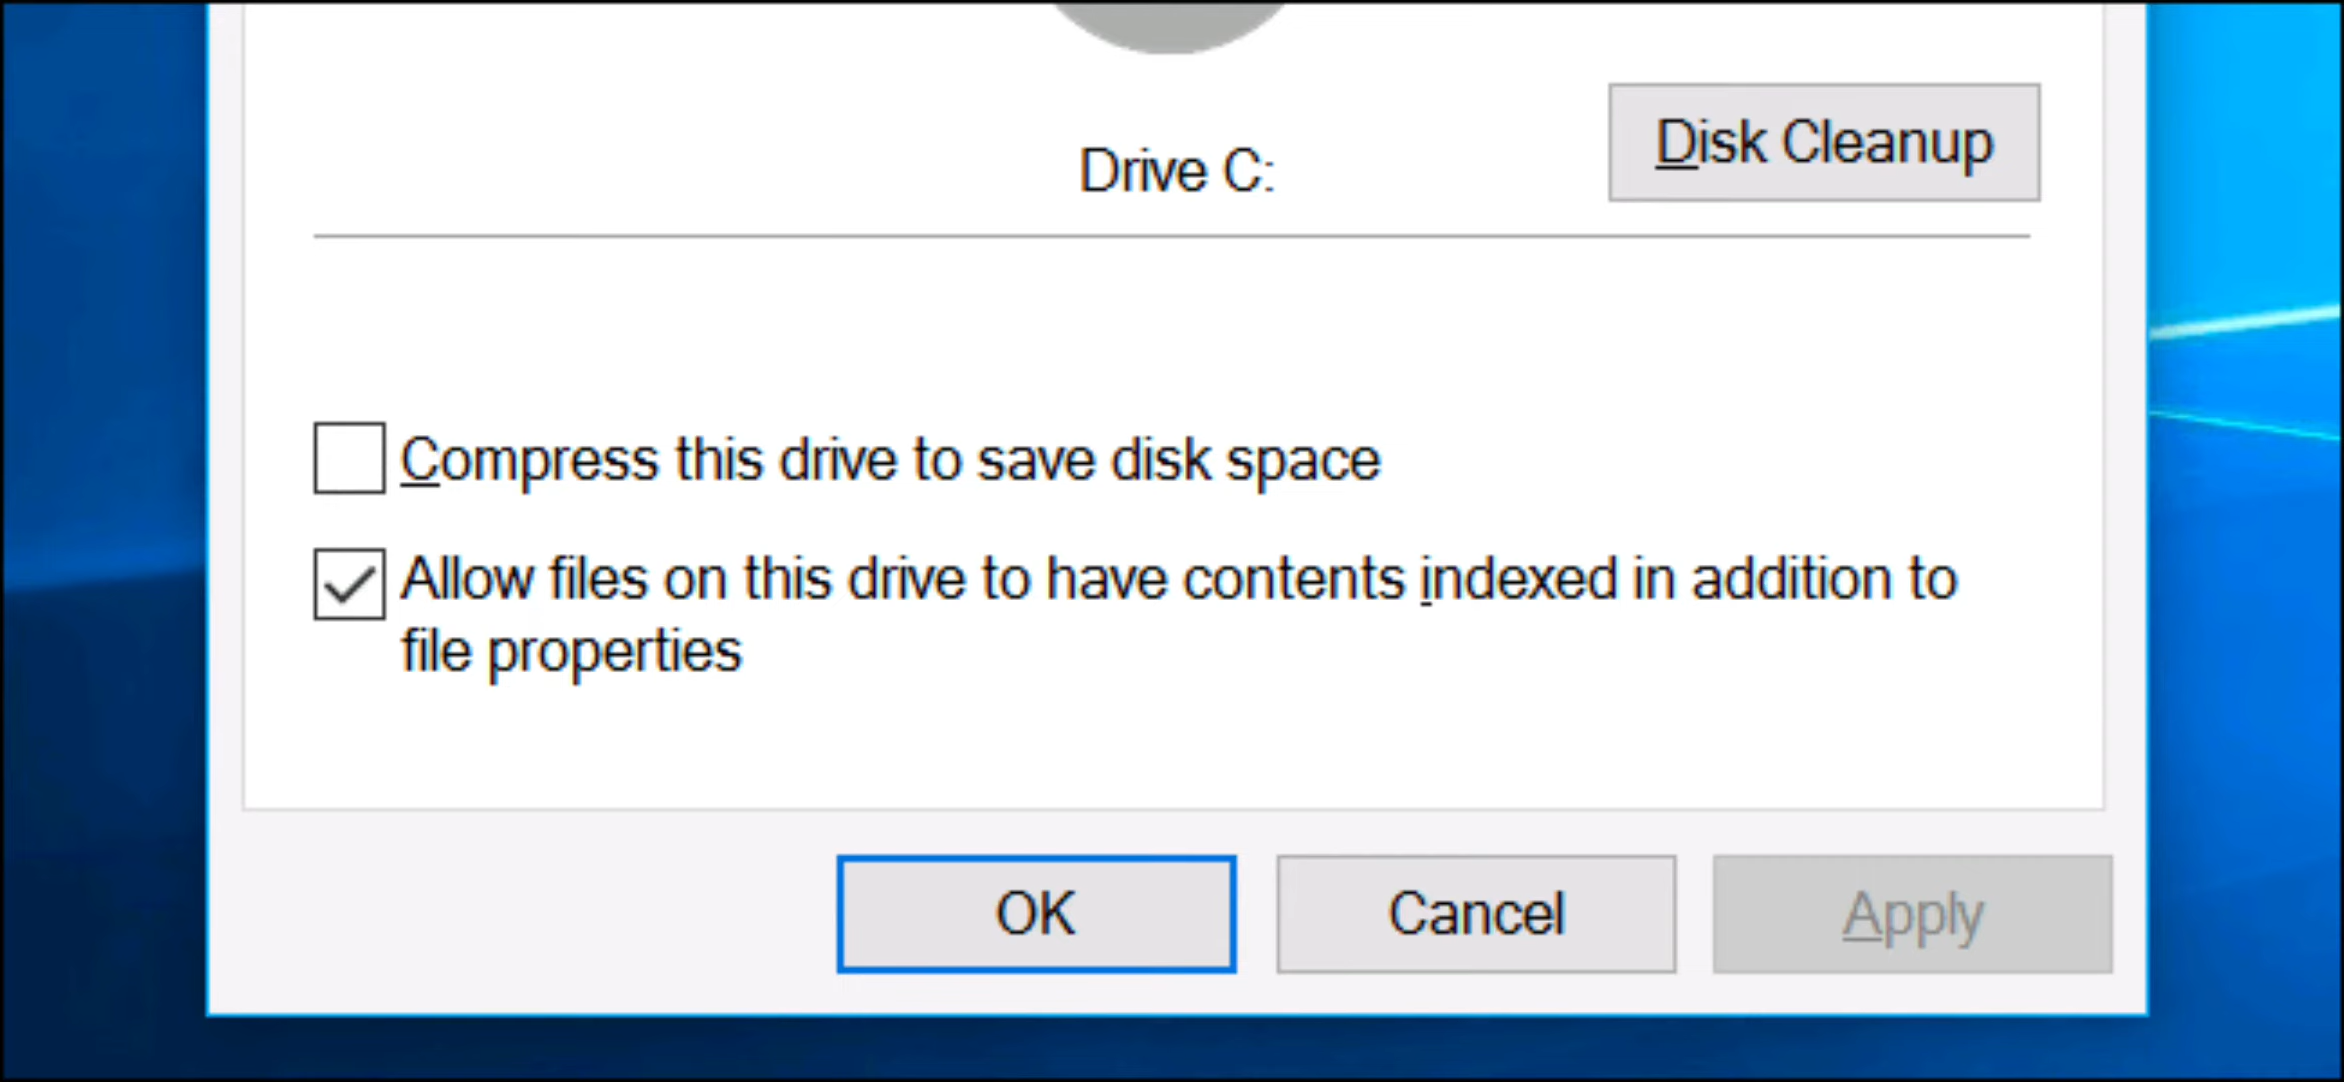 Disk Cleanup
Drive C:
Compress this drive to save disk space
Allow files on this drive to have contents indexed in addition to
file properties
OK
Cancel
Apply